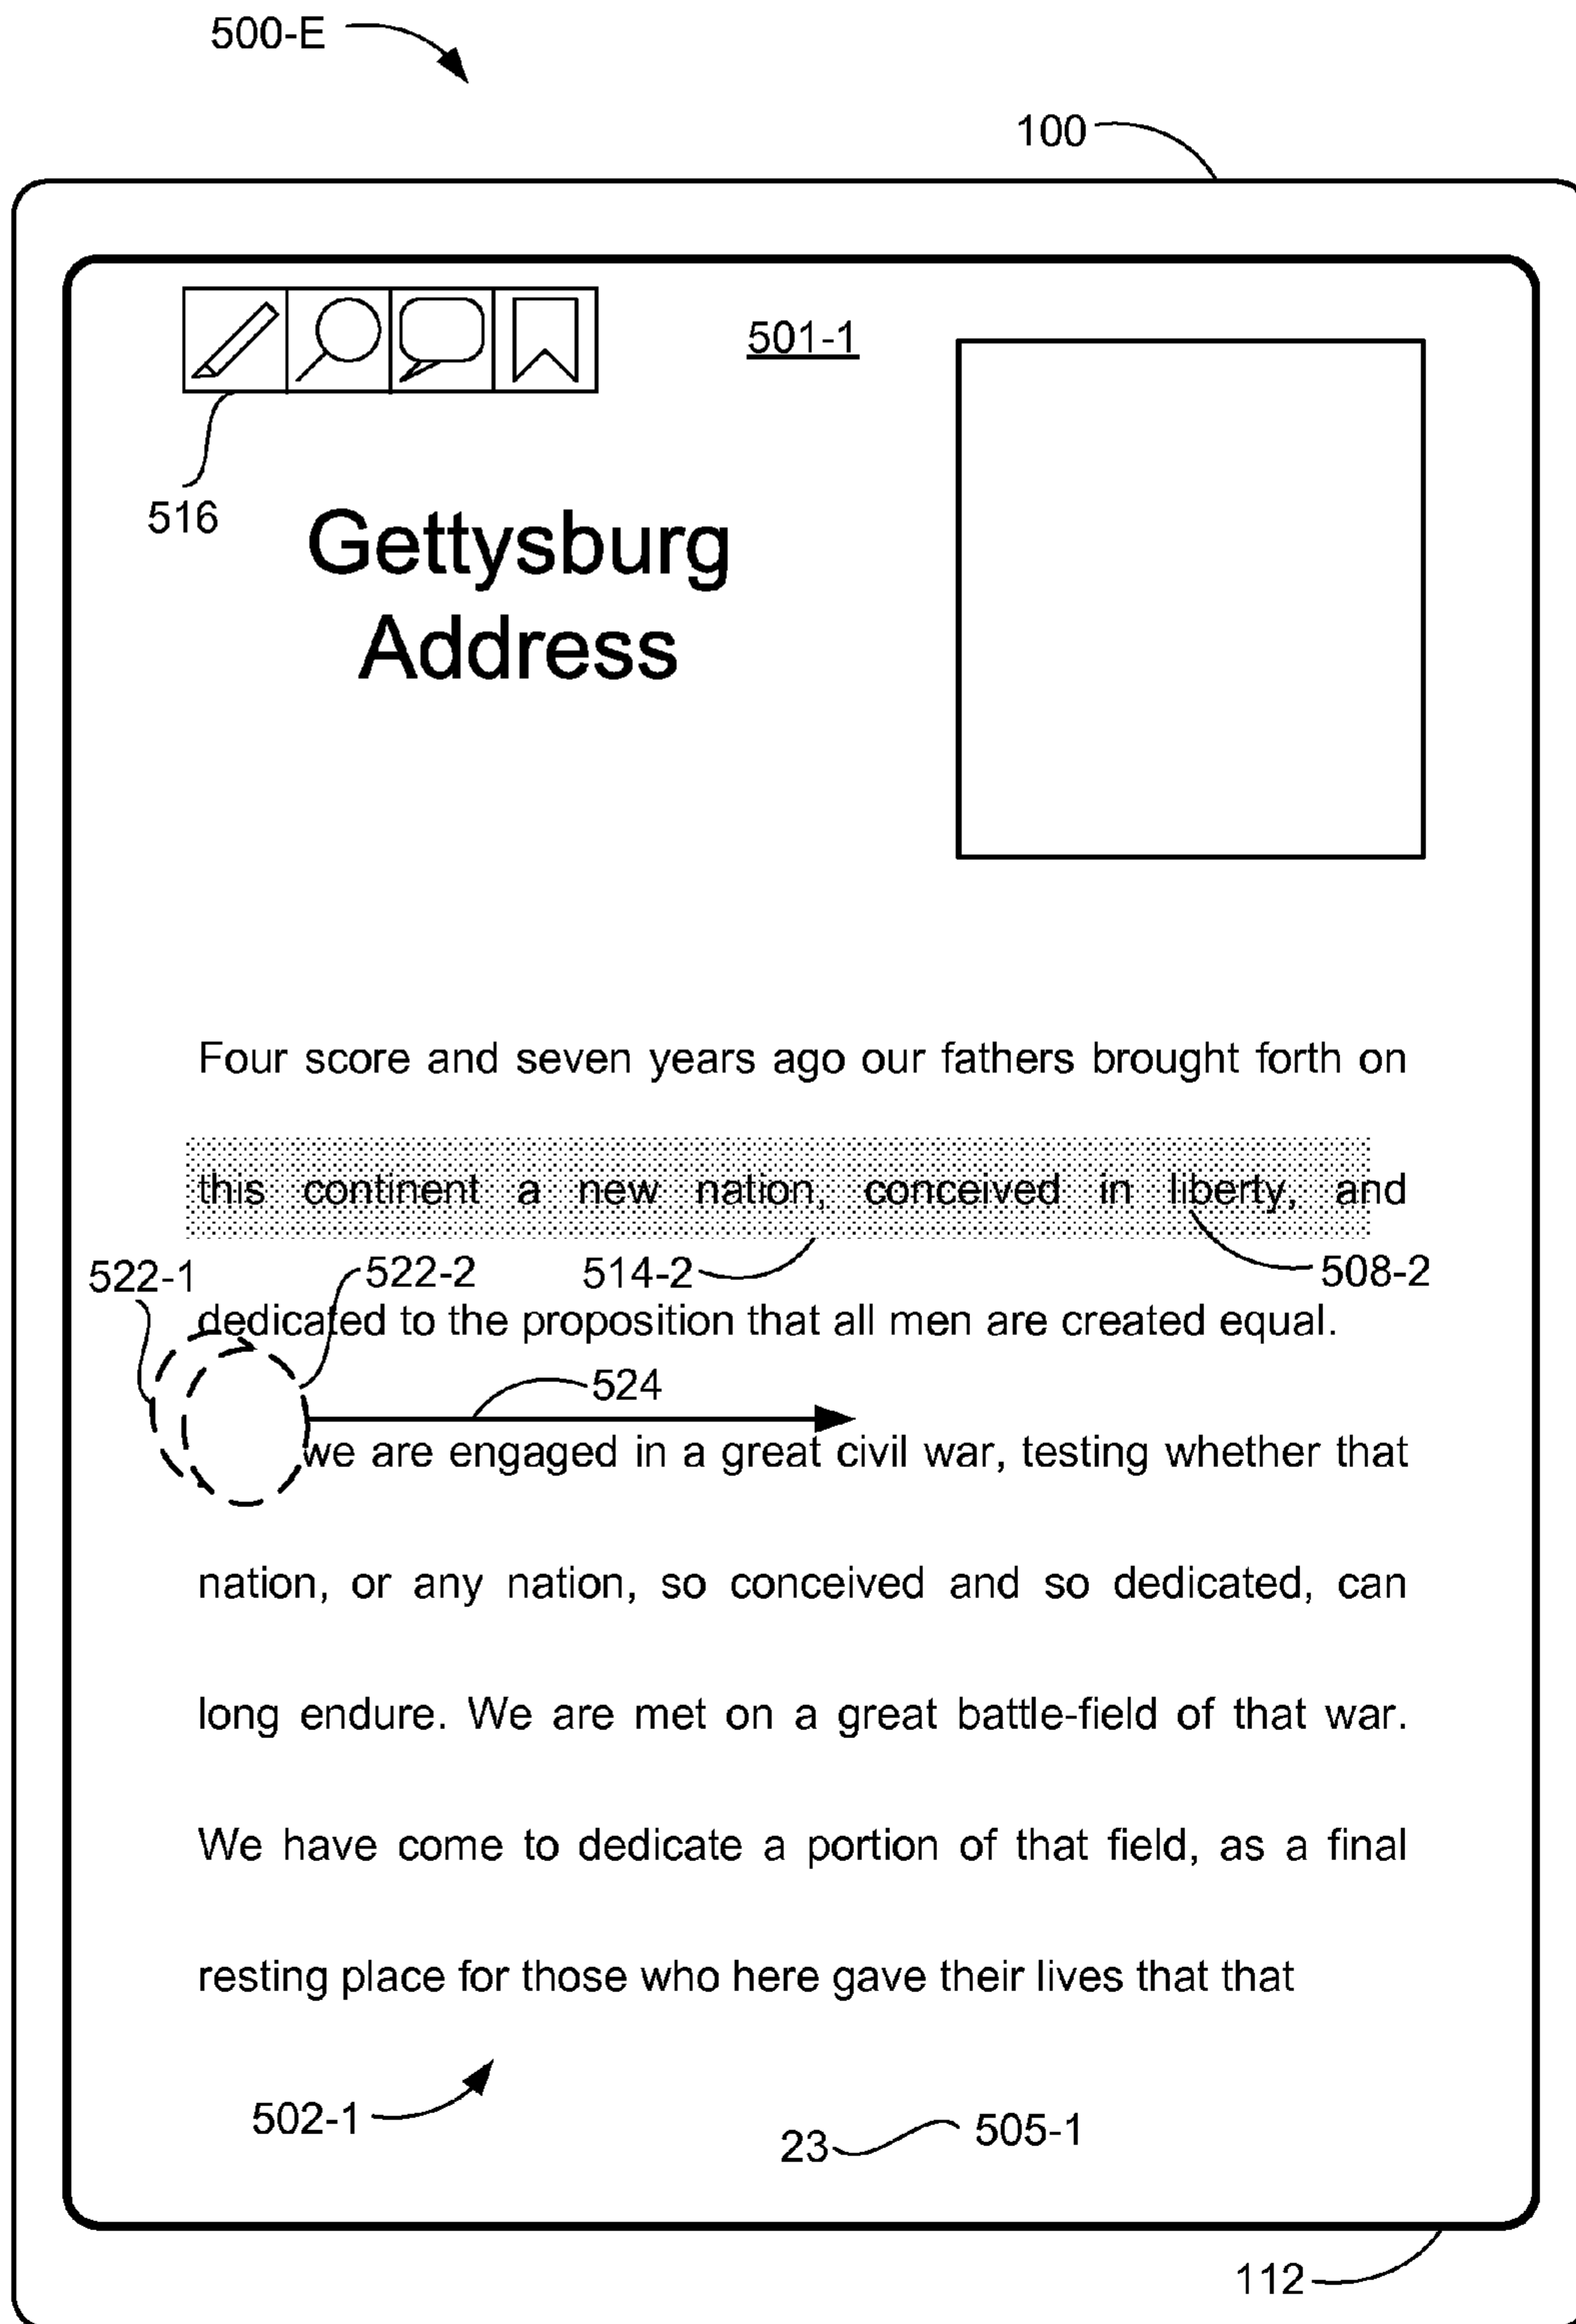 500-E
100
501-1
516
Gettysburg
Address
Four score and seven years ago our fathers brought forth on
this continent a new nation, conceived in liberty, and
522-1 522-2 514-2 508-2
dedicated to the proposition that all men are created equal.
524
we are engaged in a great civil war, testing whether that
nation, or any nation, so conceived and so dedicated, can
long endure. We are met on a great battle-field of that war.
We have come to dedicate a portion of that field, as a final
resting place for those who here gave their lives that that
502-1
23 505-1
112